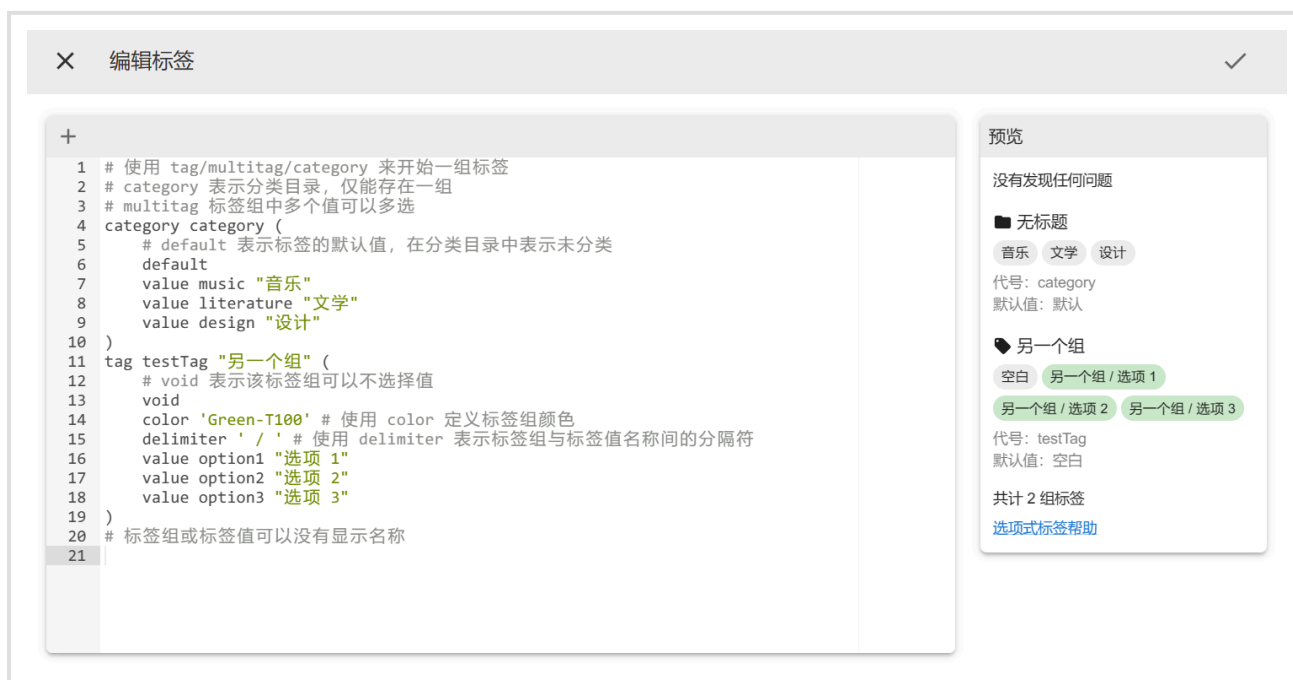 编辑标签
1 # 使用 tag/multitag/category 来开始一组标签
2 # category 表示分类目录，仅能存在一组
3 # multitag 标签组中多个值可以多选
4 category category (
5     # default 表示标签的默认值，在分类目录中表示未分类
6     default
7     value music "音乐"
8     value literature "文学"
9     value design "设计"
10 )
11 tag testTag "另一个组" (
12     # void 表示该标签组可以不选择值
13     void
14     color 'Green-T100' # 使用 color 定义标签组颜色
15     delimiter ' / ' # 使用 delimiter 表示标签组与标签值名称间的分隔符
16     value option1 "选项 1"
17     value option2 "选项 2"
18     value option3 "选项 3"
19 )
20 # 标签组或标签值可以没有显示名称
21
预览
没有发现任何问题
无标题
音乐 文学 设计
代号：category
默认值：默认
另一个组
空白 另一个组 / 选项 1
另一个组 / 选项 2 另一个组 / 选项 3
代号：testTag
默认值：空白
共计 2 组标签
选项式标签帮助